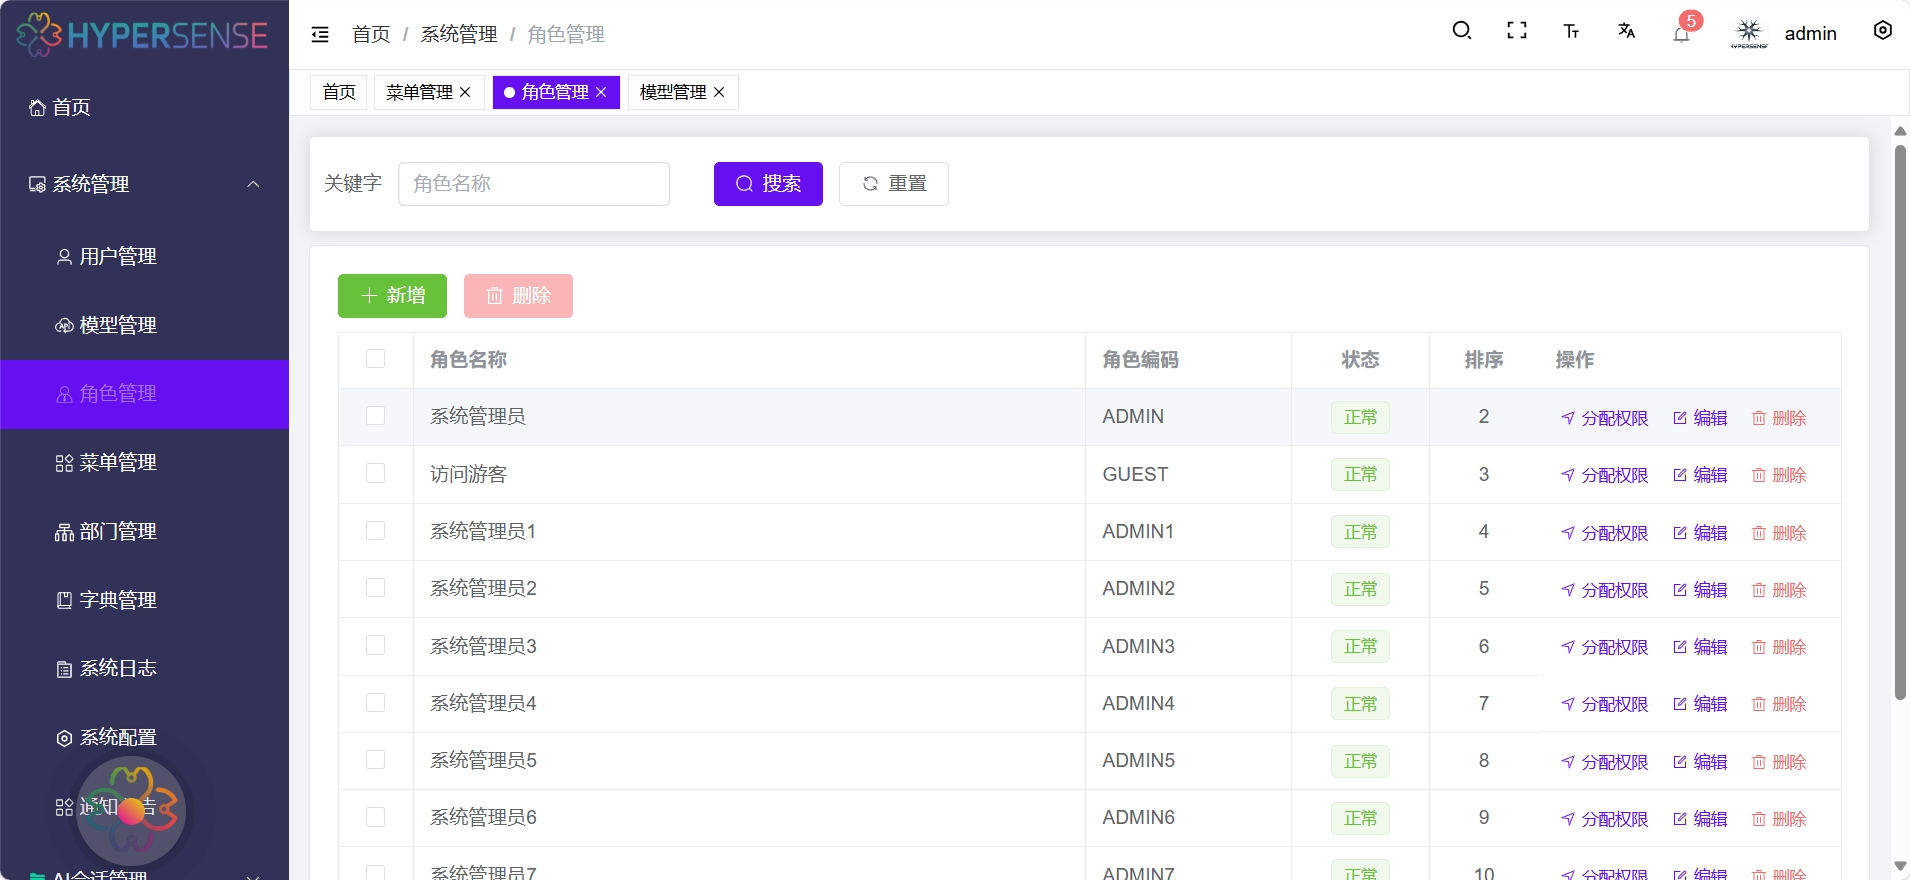 HYPERSENSE
首页 / 系统管理 / 角色管理
5
HYPERSENSE
admin
首页
菜单管理
角色管理
模型管理
首页
系统管理
用户管理
模型管理
角色管理
菜单管理
部门管理
字典管理
系统日志
系统配置
通知 告
AI会话管理
关键字 角色名称 搜索 重置
新增 删除
角色名称 角色编码 状态 排序 操作
系统管理员 ADMIN 正常 2 分配权限 编辑 删除
访问游客 GUEST 正常 3 分配权限 编辑 删除
系统管理员1 ADMIN1 正常 4 分配权限 编辑 删除
系统管理员2 ADMIN2 正常 5 分配权限 编辑 删除
系统管理员3 ADMIN3 正常 6 分配权限 编辑 删除
系统管理员4 ADMIN4 正常 7 分配权限 编辑 删除
系统管理员5 ADMIN5 正常 8 分配权限 编辑 删除
系统管理员6 ADMIN6 正常 9 分配权限 编辑 删除
系统管理员7 ADMIN7 正常 10 分配权限 编辑 删除